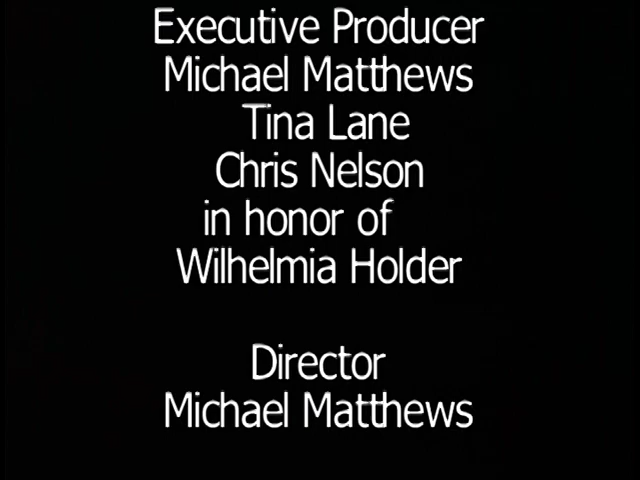 Executive Producer
Michael Matthews
Tina Lane
Chris Nelson
in honor of
Wilhelmia Holder
Director
Michael Matthews